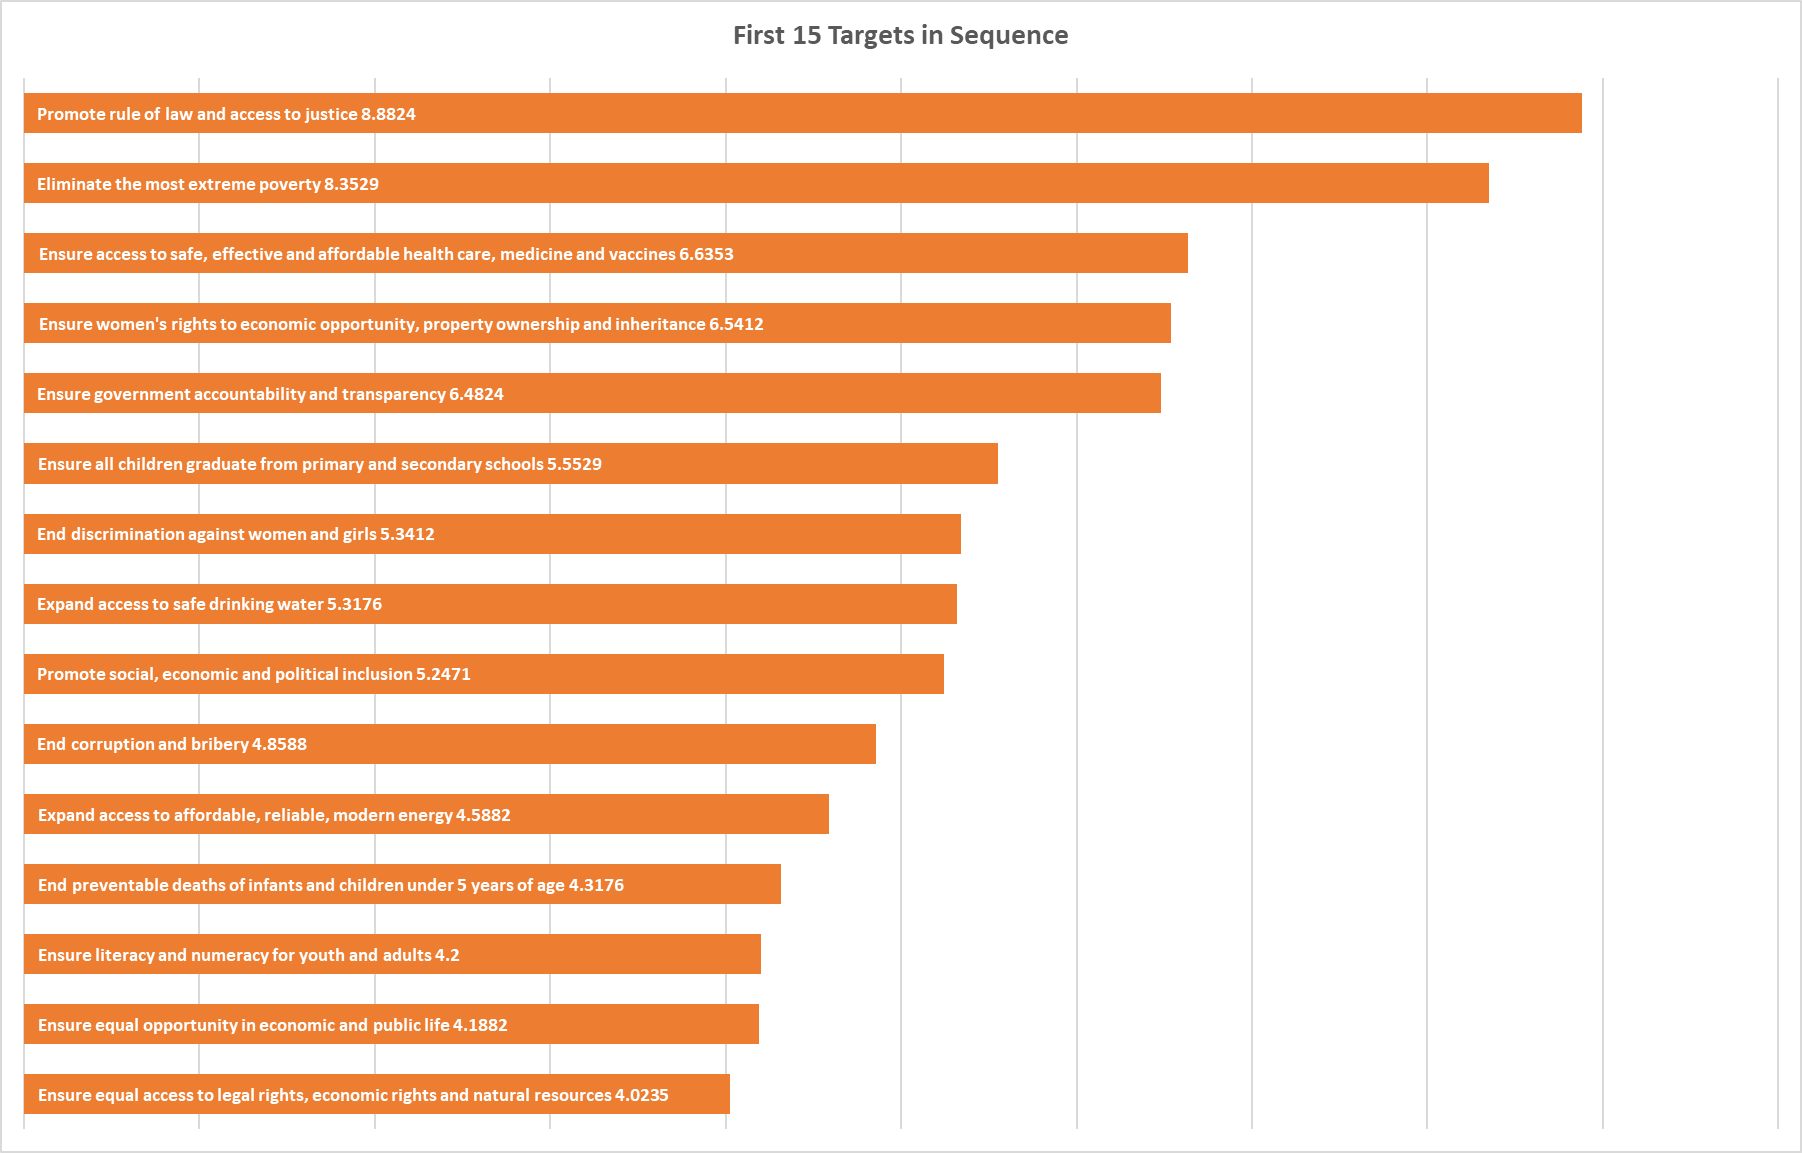 First 15 Targets in Sequence
Promote rule of law and access to justice 8.8824
Eliminate the most extreme poverty 8.3529
Ensure access to safe, effective and affordable health care, medicine and vaccines 6.6353
Ensure women's rights to economic opportunity, property ownership and inheritance 6.5412
Ensure government accountability and transparency 6.4824
Ensure all children graduate from primary and secondary schools 5.5529
End discrimination against women and girls 5.3412
Expand access to safe drinking water 5.3176
Promote social, economic and political inclusion 5.2471
End corruption and bribery 4.8588
Expand access to affordable, reliable, modern energy 4.5882
End preventable deaths of infants and children under 5 years of age 4.3176
Ensure literacy and numeracy for youth and adults 4.2
Ensure equal opportunity in economic and public life 4.1882
Ensure equal access to legal rights, economic rights and natural resources 4.0235